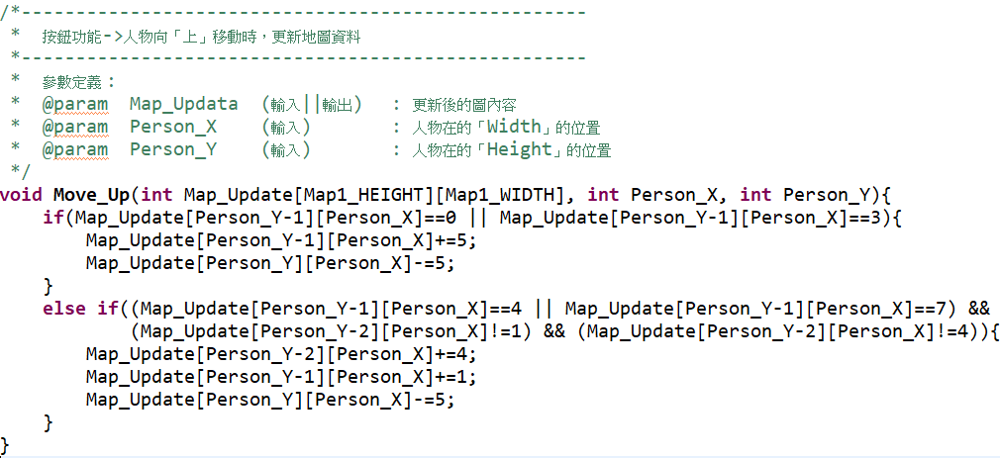 /*----------------------------------------------------
 *  按鈕功能->人物向「上」移動時，更新地圖資料
 *----------------------------------------------------
 *  參數定義：
 *  @param  Map_Updata  (輸入||輸出)   : 更新後的圖內容
 *  @param  Person_X    (輸入)        : 人物在的「Width」的位置
 *  @param  Person_Y    (輸入)        : 人物在的「Height」的位置
 */
void Move_Up(int Map_Update[Map1_HEIGHT][Map1_WIDTH], int Person_X, int Person_Y){
    if(Map_Update[Person_Y-1][Person_X]==0 || Map_Update[Person_Y-1][Person_X]==3){
        Map_Update[Person_Y-1][Person_X]+=5;
        Map_Update[Person_Y][Person_X]-=5;
    }
    else if((Map_Update[Person_Y-1][Person_X]==4 || Map_Update[Person_Y-1][Person_X]==7) &&
            (Map_Update[Person_Y-2][Person_X]!=1) && (Map_Update[Person_Y-2][Person_X]!=4)){
        Map_Update[Person_Y-2][Person_X]+=4;
        Map_Update[Person_Y-1][Person_X]+=1;
        Map_Update[Person_Y][Person_X]-=5;
    }
}